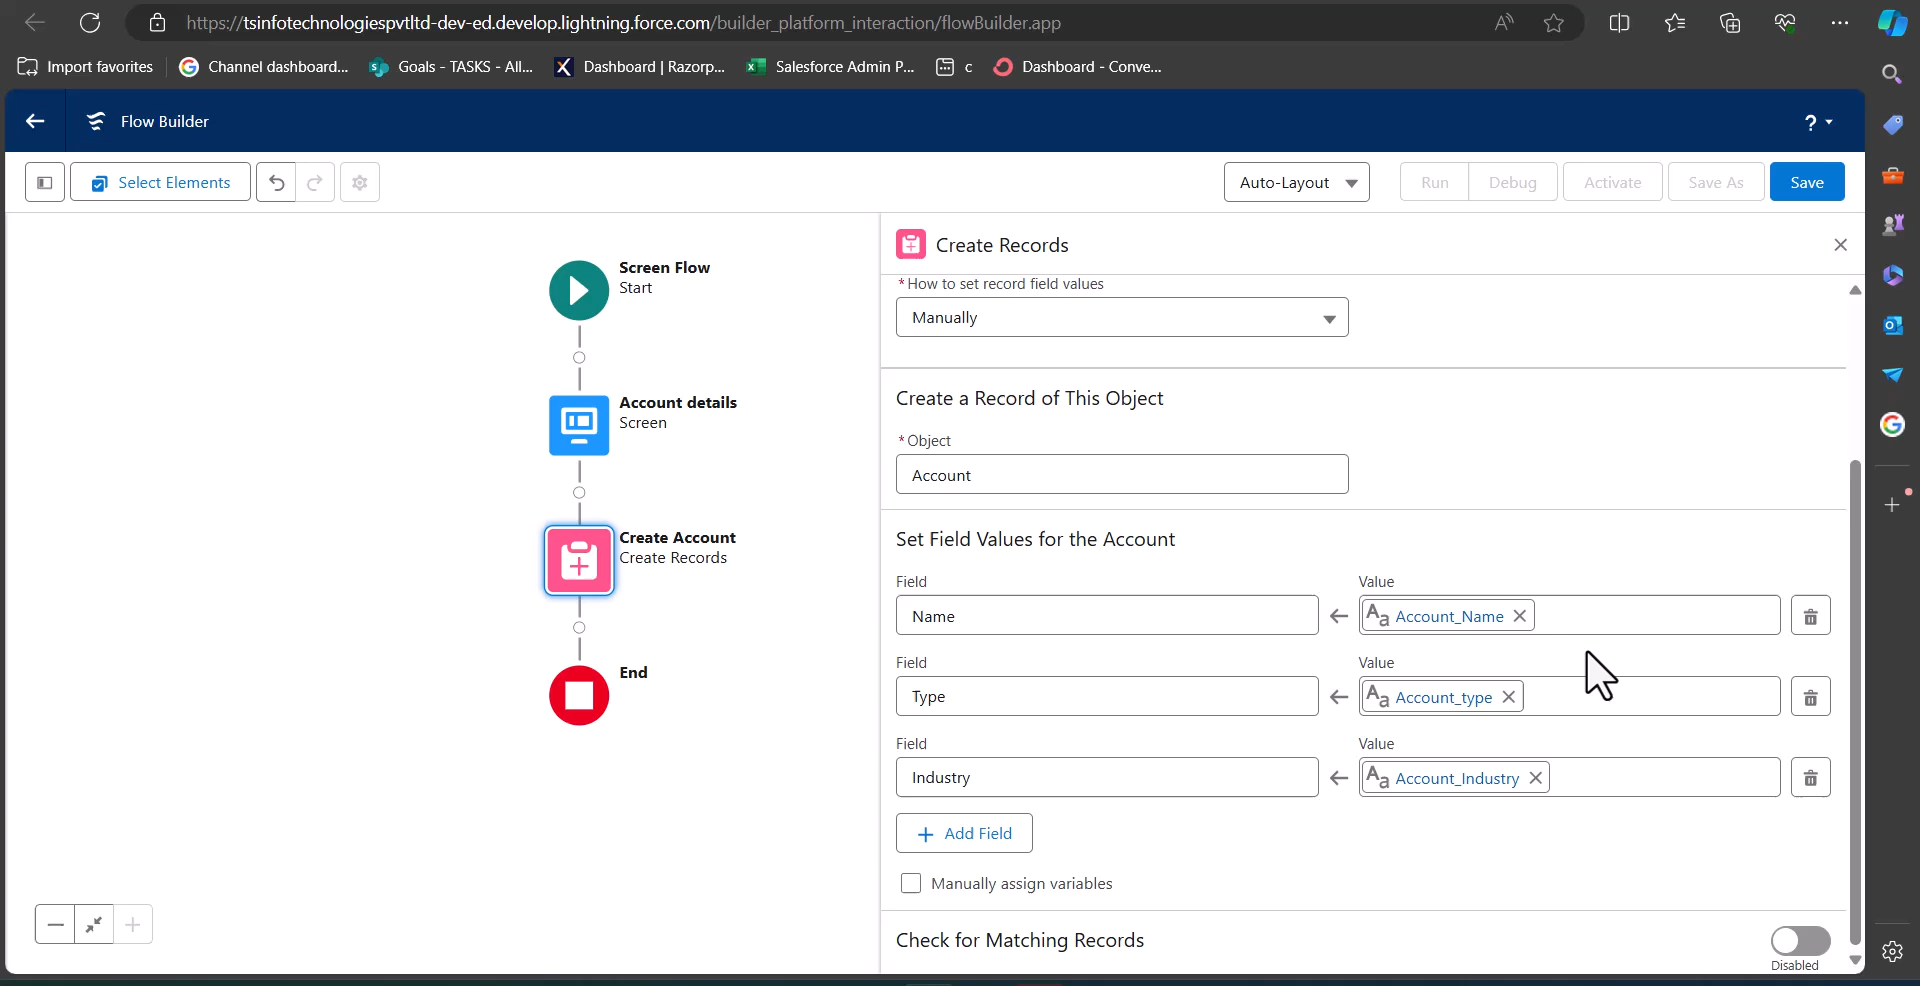 https://tsinfotechnologiespvtltd-dev-ed.develop.lightning.force.com/builder_platform_interaction/flowBuilder.app
Import favorites
Channel dashboard...
Goals - TASKS - All...
Dashboard | Razorp...
Salesforce Admin P...
c
Dashboard - Conve...
Flow Builder
?
Select Elements
Auto-Layout
Run
Debug
Activate
Save As
Save
Screen Flow
Start
Account details
Screen
Create Account
Create Records
End
Create Records
* How to set record field values
Manually
Create a Record of This Object
* Object
Account
Set Field Values for the Account
Field Value
Name Aa Account_Name
Field Value
Type Aa Account_type
Field Value
Industry Aa Account_Industry
+ Add Field
Manually assign variables
Check for Matching Records
Disabled